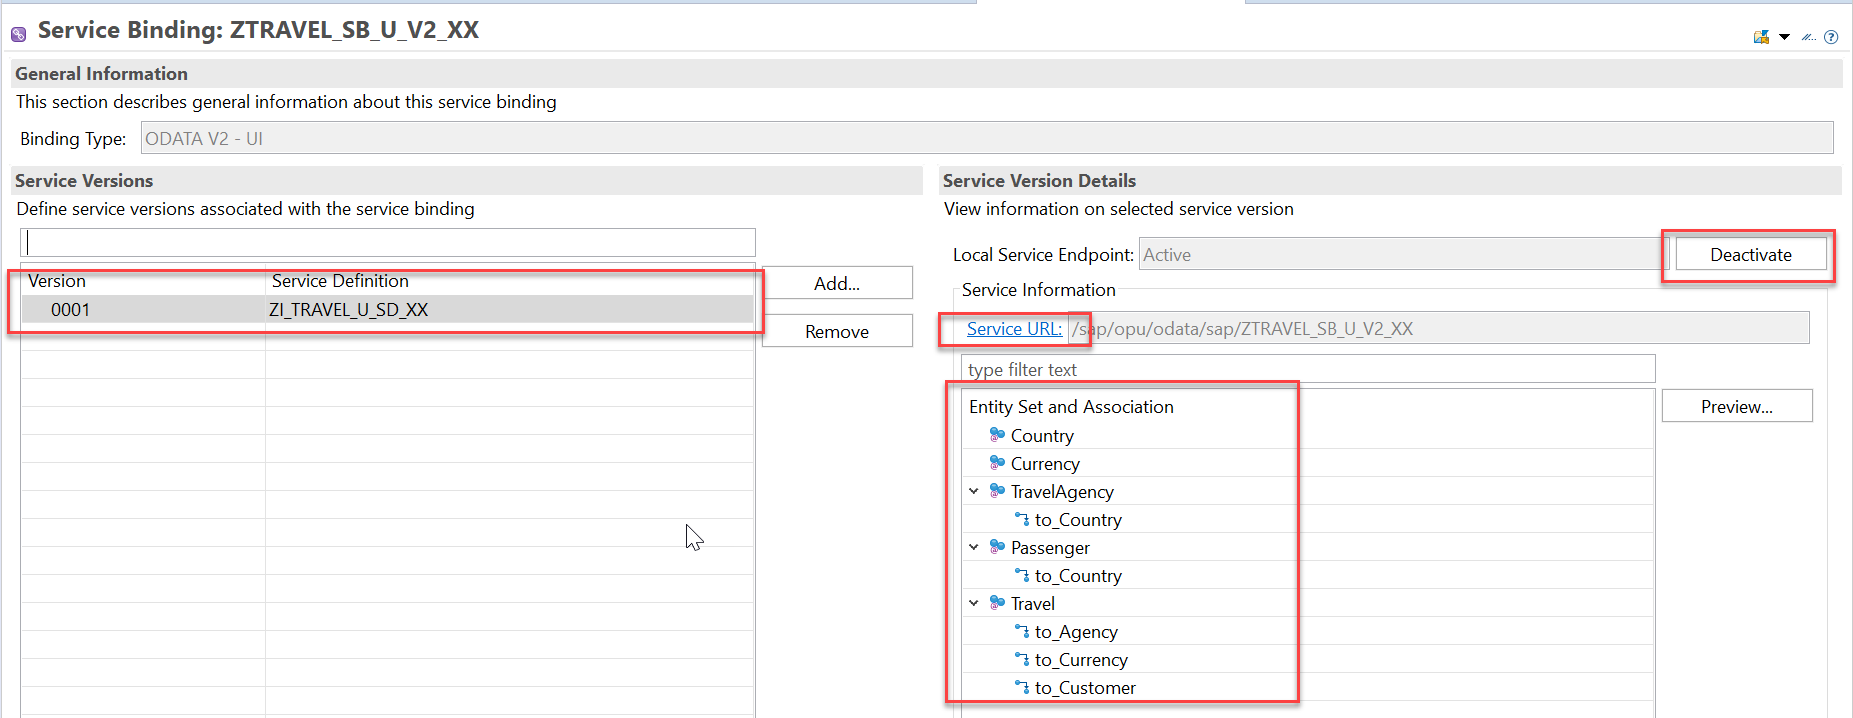 Service Binding: ZTRAVEL_SB_U_V2_XX
General Information
This section describes general information about this service binding
Binding Type: ODATA V2 - UI
Service Versions
Define service versions associated with the service binding
Version Service Definition
0001 ZI_TRAVEL_U_SD_XX
Add...
Remove
Service Version Details
View information on selected service version
Local Service Endpoint: Active Deactivate
Service Information
Service URL: /sap/opu/odata/sap/ZTRAVEL_SB_U_V2_XX
type filter text
Entity Set and Association
Preview...
Country
Currency
TravelAgency
to_Country
Passenger
to_Country
Travel
to_Agency
to_Currency
to_Customer